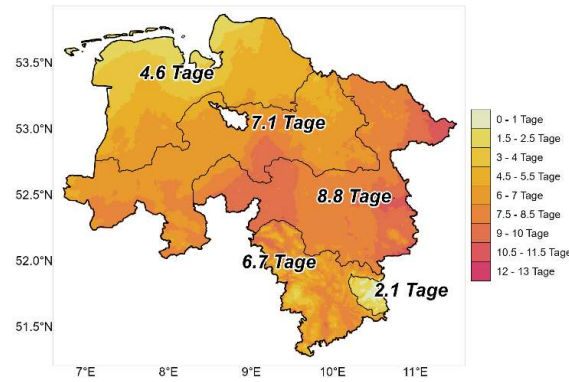 53.5°N
4.6 Tage
7.1 Tage
53.0°N
0 - 1 Tage
1.5 - 2.5 Tage
3 - 4 Tage
4.5 - 5.5 Tage
6 - 7 Tage
7.5 - 8.5 Tage
9 - 10 Tage
10.5 - 11.5 Tage
12 - 13 Tage
52.5°N
8.8 Tage
52.0°N
6.7 Tage
2.1 Tage
51.5°N
7°E 8°E 9°E 10°E 11°E